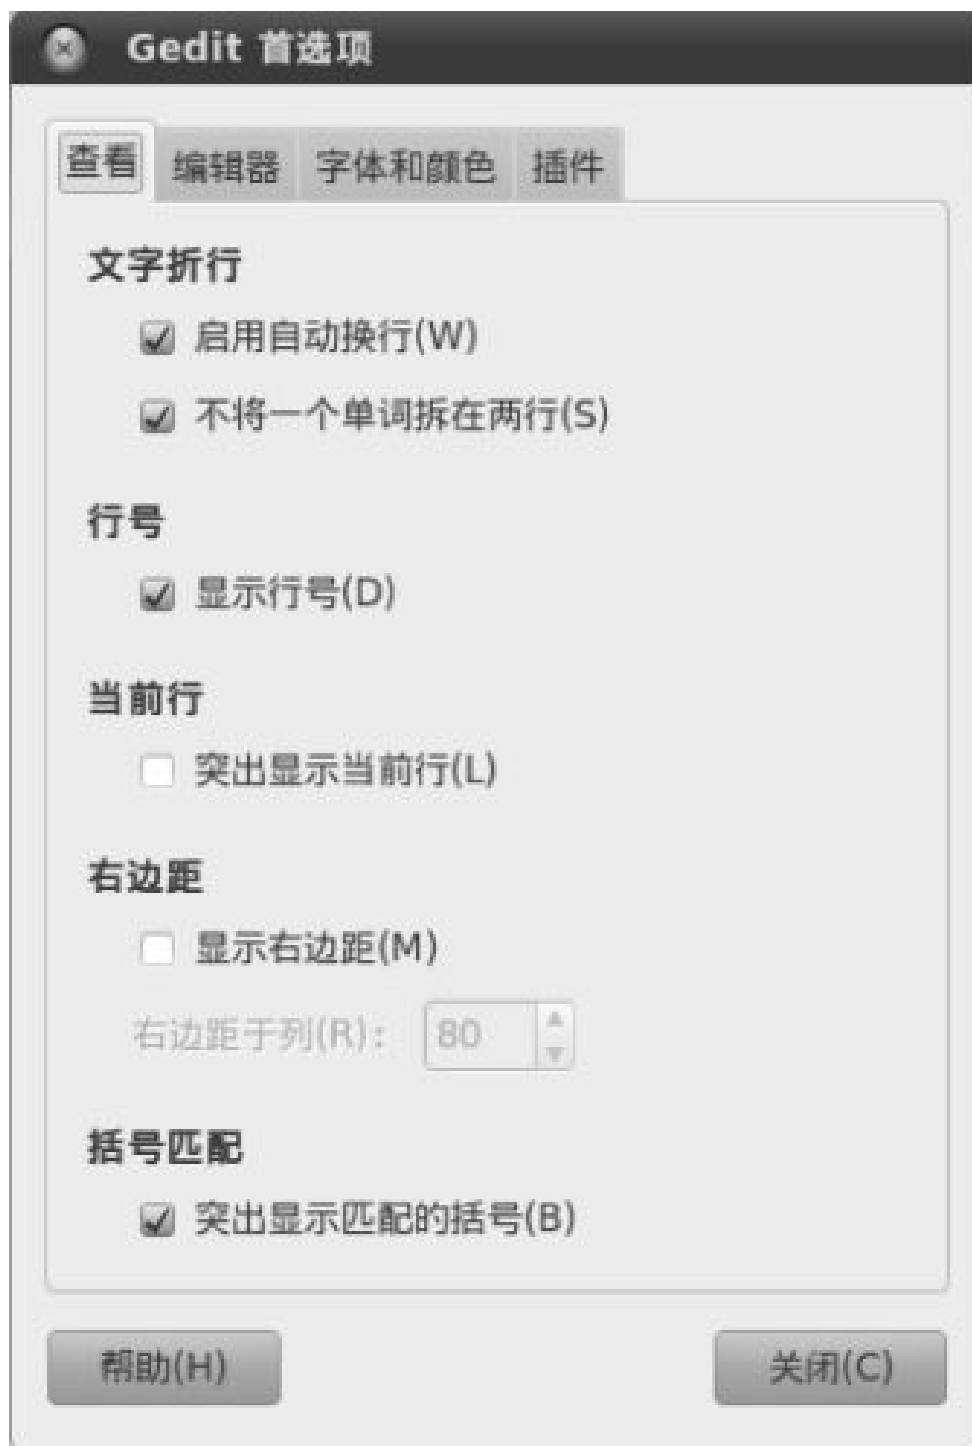 Gedit 首选项
查看 编辑器 字体和颜色 插件
文字折行
启用自动换行(W)
不将一个单词拆在两行(S)
行号
显示行号(D)
当前行
突出显示当前行(L)
右边距
显示右边距(M)
右边距于列(R): 80
括号匹配
突出显示匹配的括号(B)
帮助(H) 关闭(C)